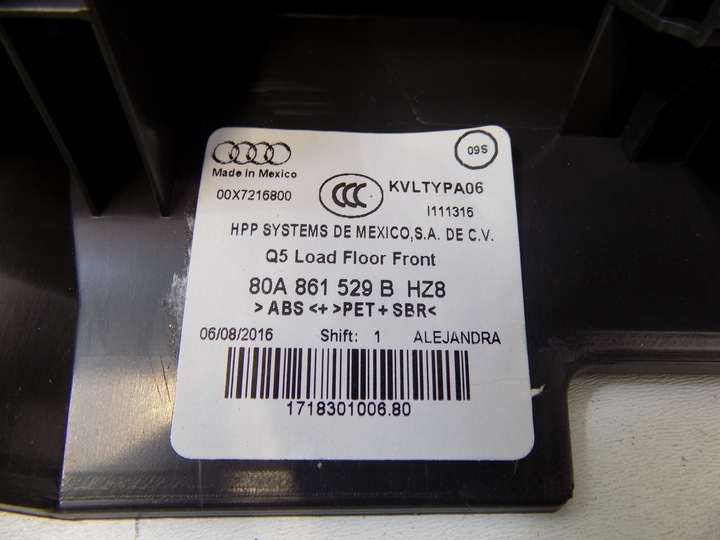 09S
Made in Mexico
00X7216800
CCC
KVLTYPA06
I111316
HPP SYSTEMS DE MEXICO,S.A. DE C.V.
Q5 Load Floor Front
80A 861 529 B HZ8
>ABS<+>PET+SBR<
06/08/2016 Shift: 1 ALEJANDRA
1718301006.80